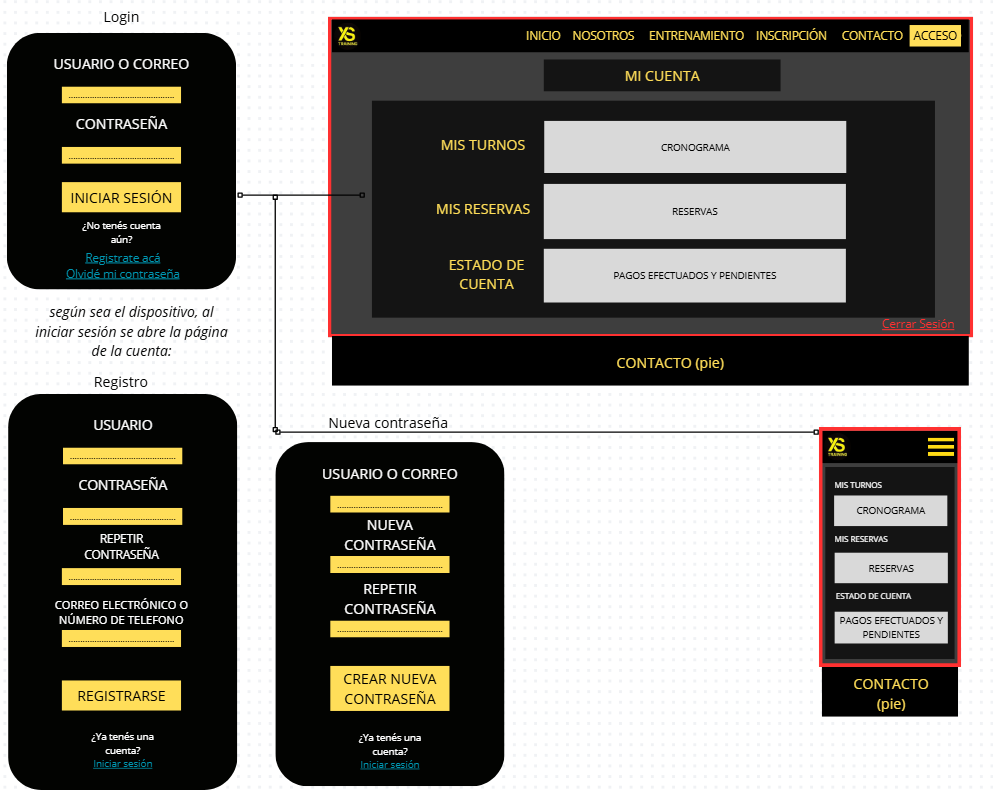 Login
USUARIO O CORREO
CONTRASEÑA
INICIAR SESIÓN
¿No tenés cuenta
aún?
Registrate acá
Olvidé mi contraseña
según sea el dispositivo, al
iniciar sesión se abre la página
de la cuenta:
XS
TRAINING
INICIO NOSOTROS ENTRENAMIENTO INSCRIPCIÓN CONTACTO ACCESO
MI CUENTA
MIS TURNOS
CRONOGRAMA
MIS RESERVAS
RESERVAS
ESTADO DE
CUENTA
PAGOS EFECTUADOS Y PENDIENTES
Cerrar Sesión
CONTACTO (pie)
Registro
USUARIO
CONTRASEÑA
REPETIR
CONTRASEÑA
CORREO ELECTRÓNICO O
NÚMERO DE TELEFONO
REGISTRARSE
¿Ya tenés una
cuenta?
Iniciar sesión
Nueva contraseña
USUARIO O CORREO
NUEVA
CONTRASEÑA
REPETIR
CONTRASEÑA
CREAR NUEVA
CONTRASEÑA
¿Ya tenés una
cuenta?
Iniciar sesión
XS
TRAINING
MIS TURNOS
CRONOGRAMA
MIS RESERVAS
RESERVAS
ESTADO DE CUENTA
PAGOS EFECTUADOS Y
PENDIENTES
CONTACTO
(pie)